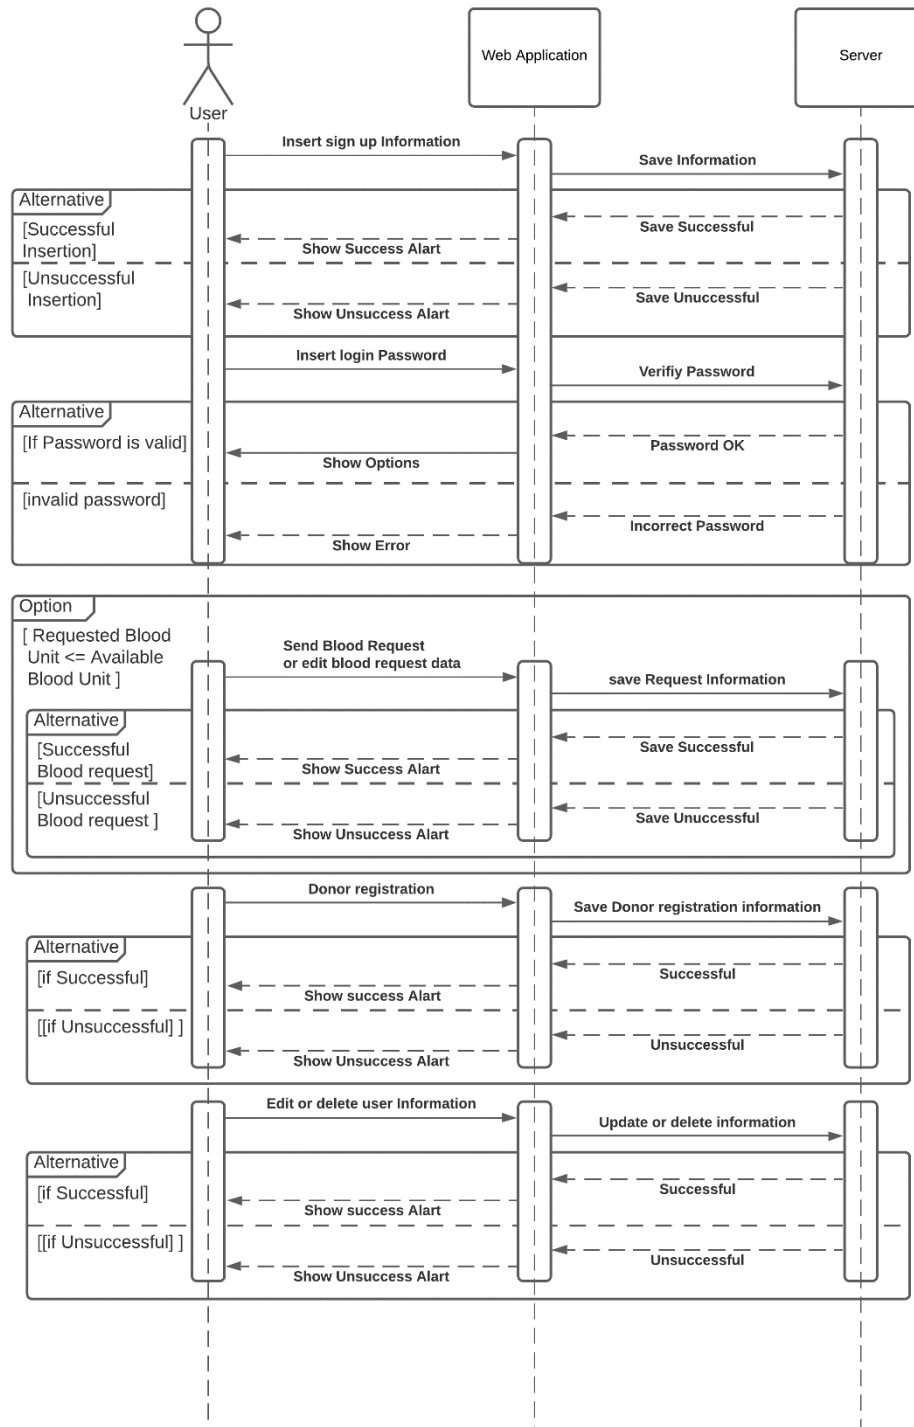 User
Web Application
Server
Insert sign up Information
Save Information
Alternative
[Successful
Insertion]
Save Successful
Show Success Alart
[Unsuccessful
Insertion]
Save Unuccessful
Show Unsuccess Alart
Insert login Password
Verifiy Password
Alternative
[If Password is valid]
Password OK
Show Options
[invalid password]
Incorrect Password
Show Error
Option
[ Requested Blood
Unit <= Available
Blood Unit ]
Send Blood Request
or edit blood request data
save Request Information
Alternative
[Successful
Blood request]
Save Successful
Show Success Alart
[Unsuccessful
Blood request ]
Save Unuccessful
Show Unsuccess Alart
Donor registration
Save Donor registration information
Alternative
[if Successful]
Successful
Show success Alart
[[if Unsuccessful] ]
Unsuccessful
Show Unsuccess Alart
Edit or delete user Information
Update or delete information
Alternative
[if Successful]
Successful
Show success Alart
[[if Unsuccessful] ]
Unsuccessful
Show Unsuccess Alart